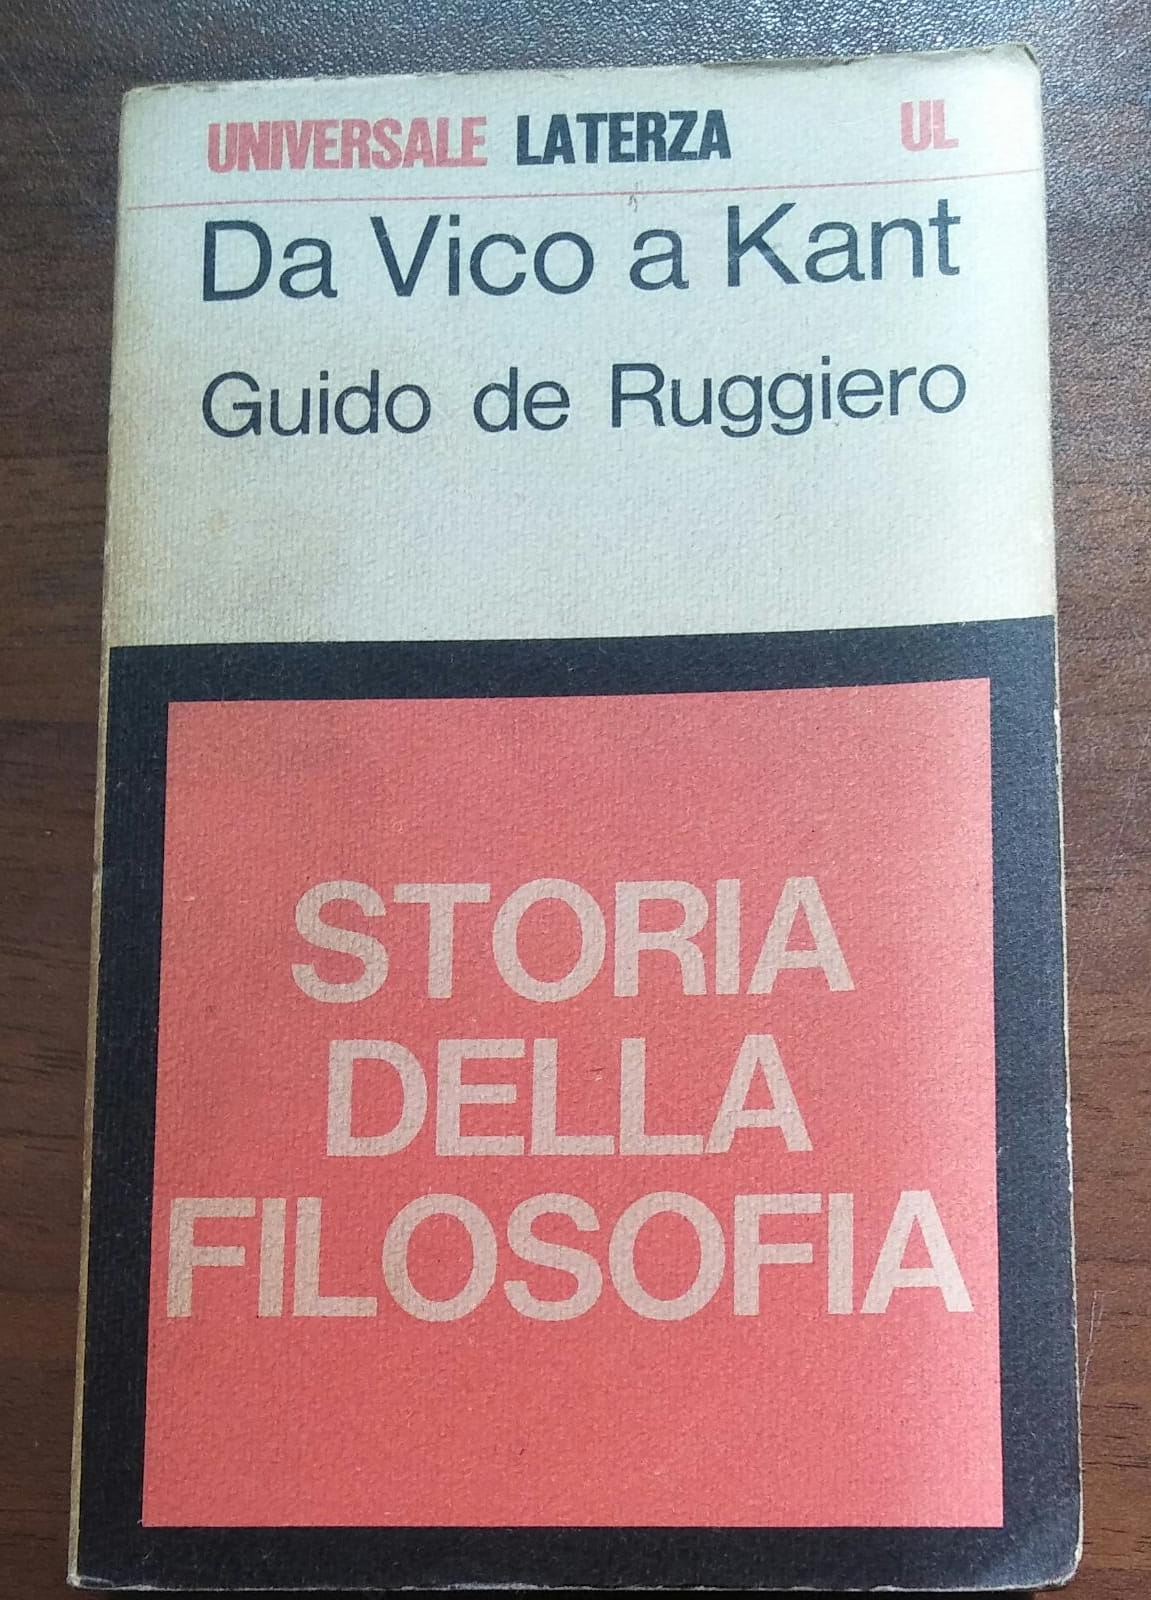 UNIVERSALE LATERZA UL
Da Vico a Kant
Guido de Ruggiero
STORIA
DELLA
FILOSOFIA